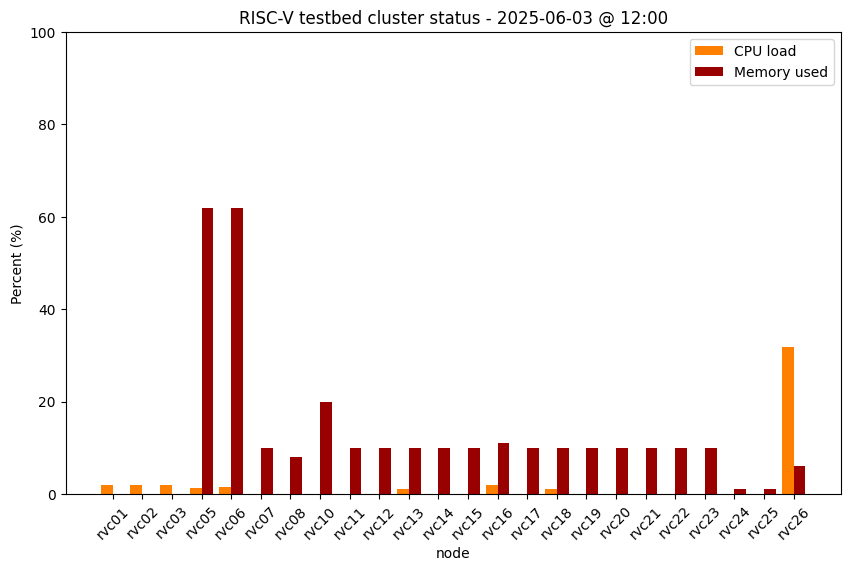 RISC-V testbed cluster status - 2025-06-03 @ 12:00
CPU load
Memory used
Percent (%)
100
80
60
40
20
0
rvc01 rvc02 rvc03 rvc05 rvc06 rvc07 rvc08 rvc10 rvc11 rvc12 rvc13 rvc14 rvc15 rvc16 rvc17 rvc18 rvc19 rvc20 rvc21 rvc22 rvc23 rvc24 rvc25 rvc26
node